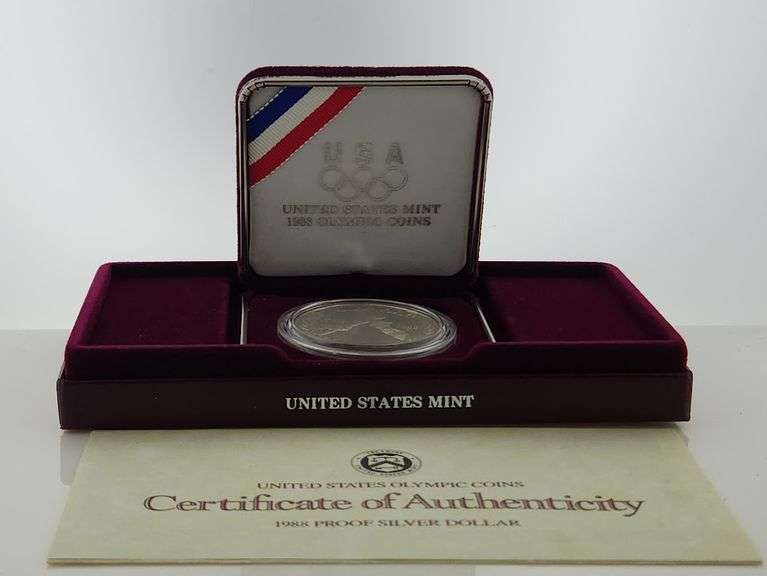 USA
UNITED STATES MINT
1988 OLYMPIC COINS
UNITED STATES MINT
UNITED STATES OLYMPIC COINS
Certificate of Authenticity
1988 PROOF SILVER DOLLAR